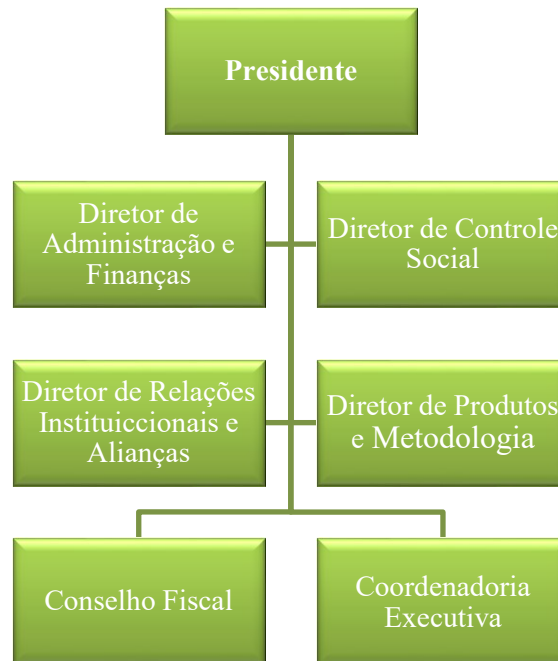 Presidente
Diretor de
Administração e
Finanças
Diretor de Controle
Social
Diretor de Relações
Instituiccionais e
Alianças
Diretor de Produtos
e Metodologia
Conselho Fiscal
Coordenadoria
Executiva